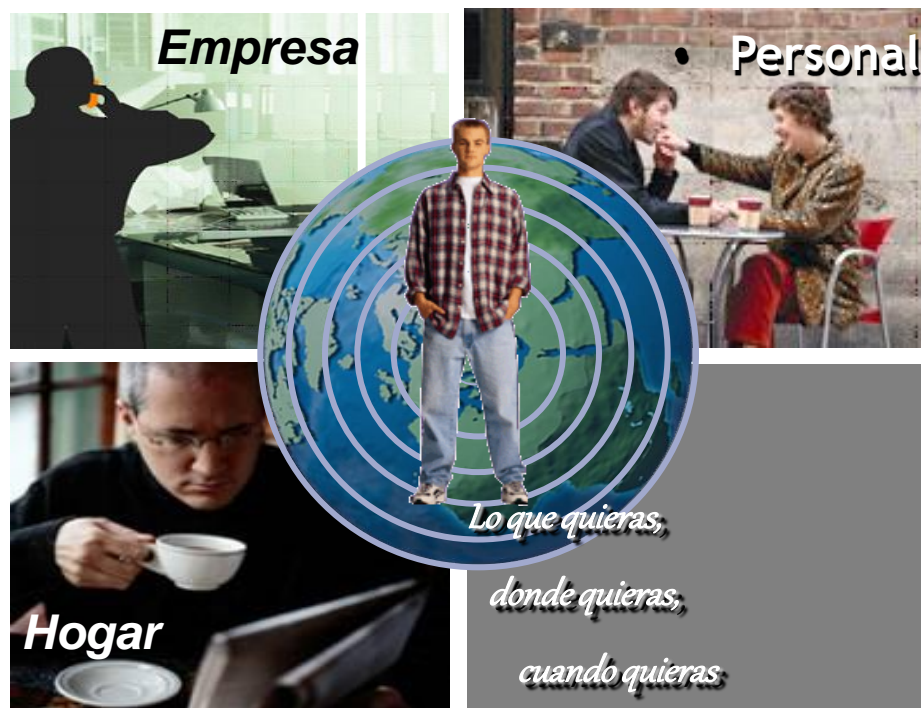 Empresa
• Personal
Hogar
Lo que quieras,
donde quieras,
cuando quieras